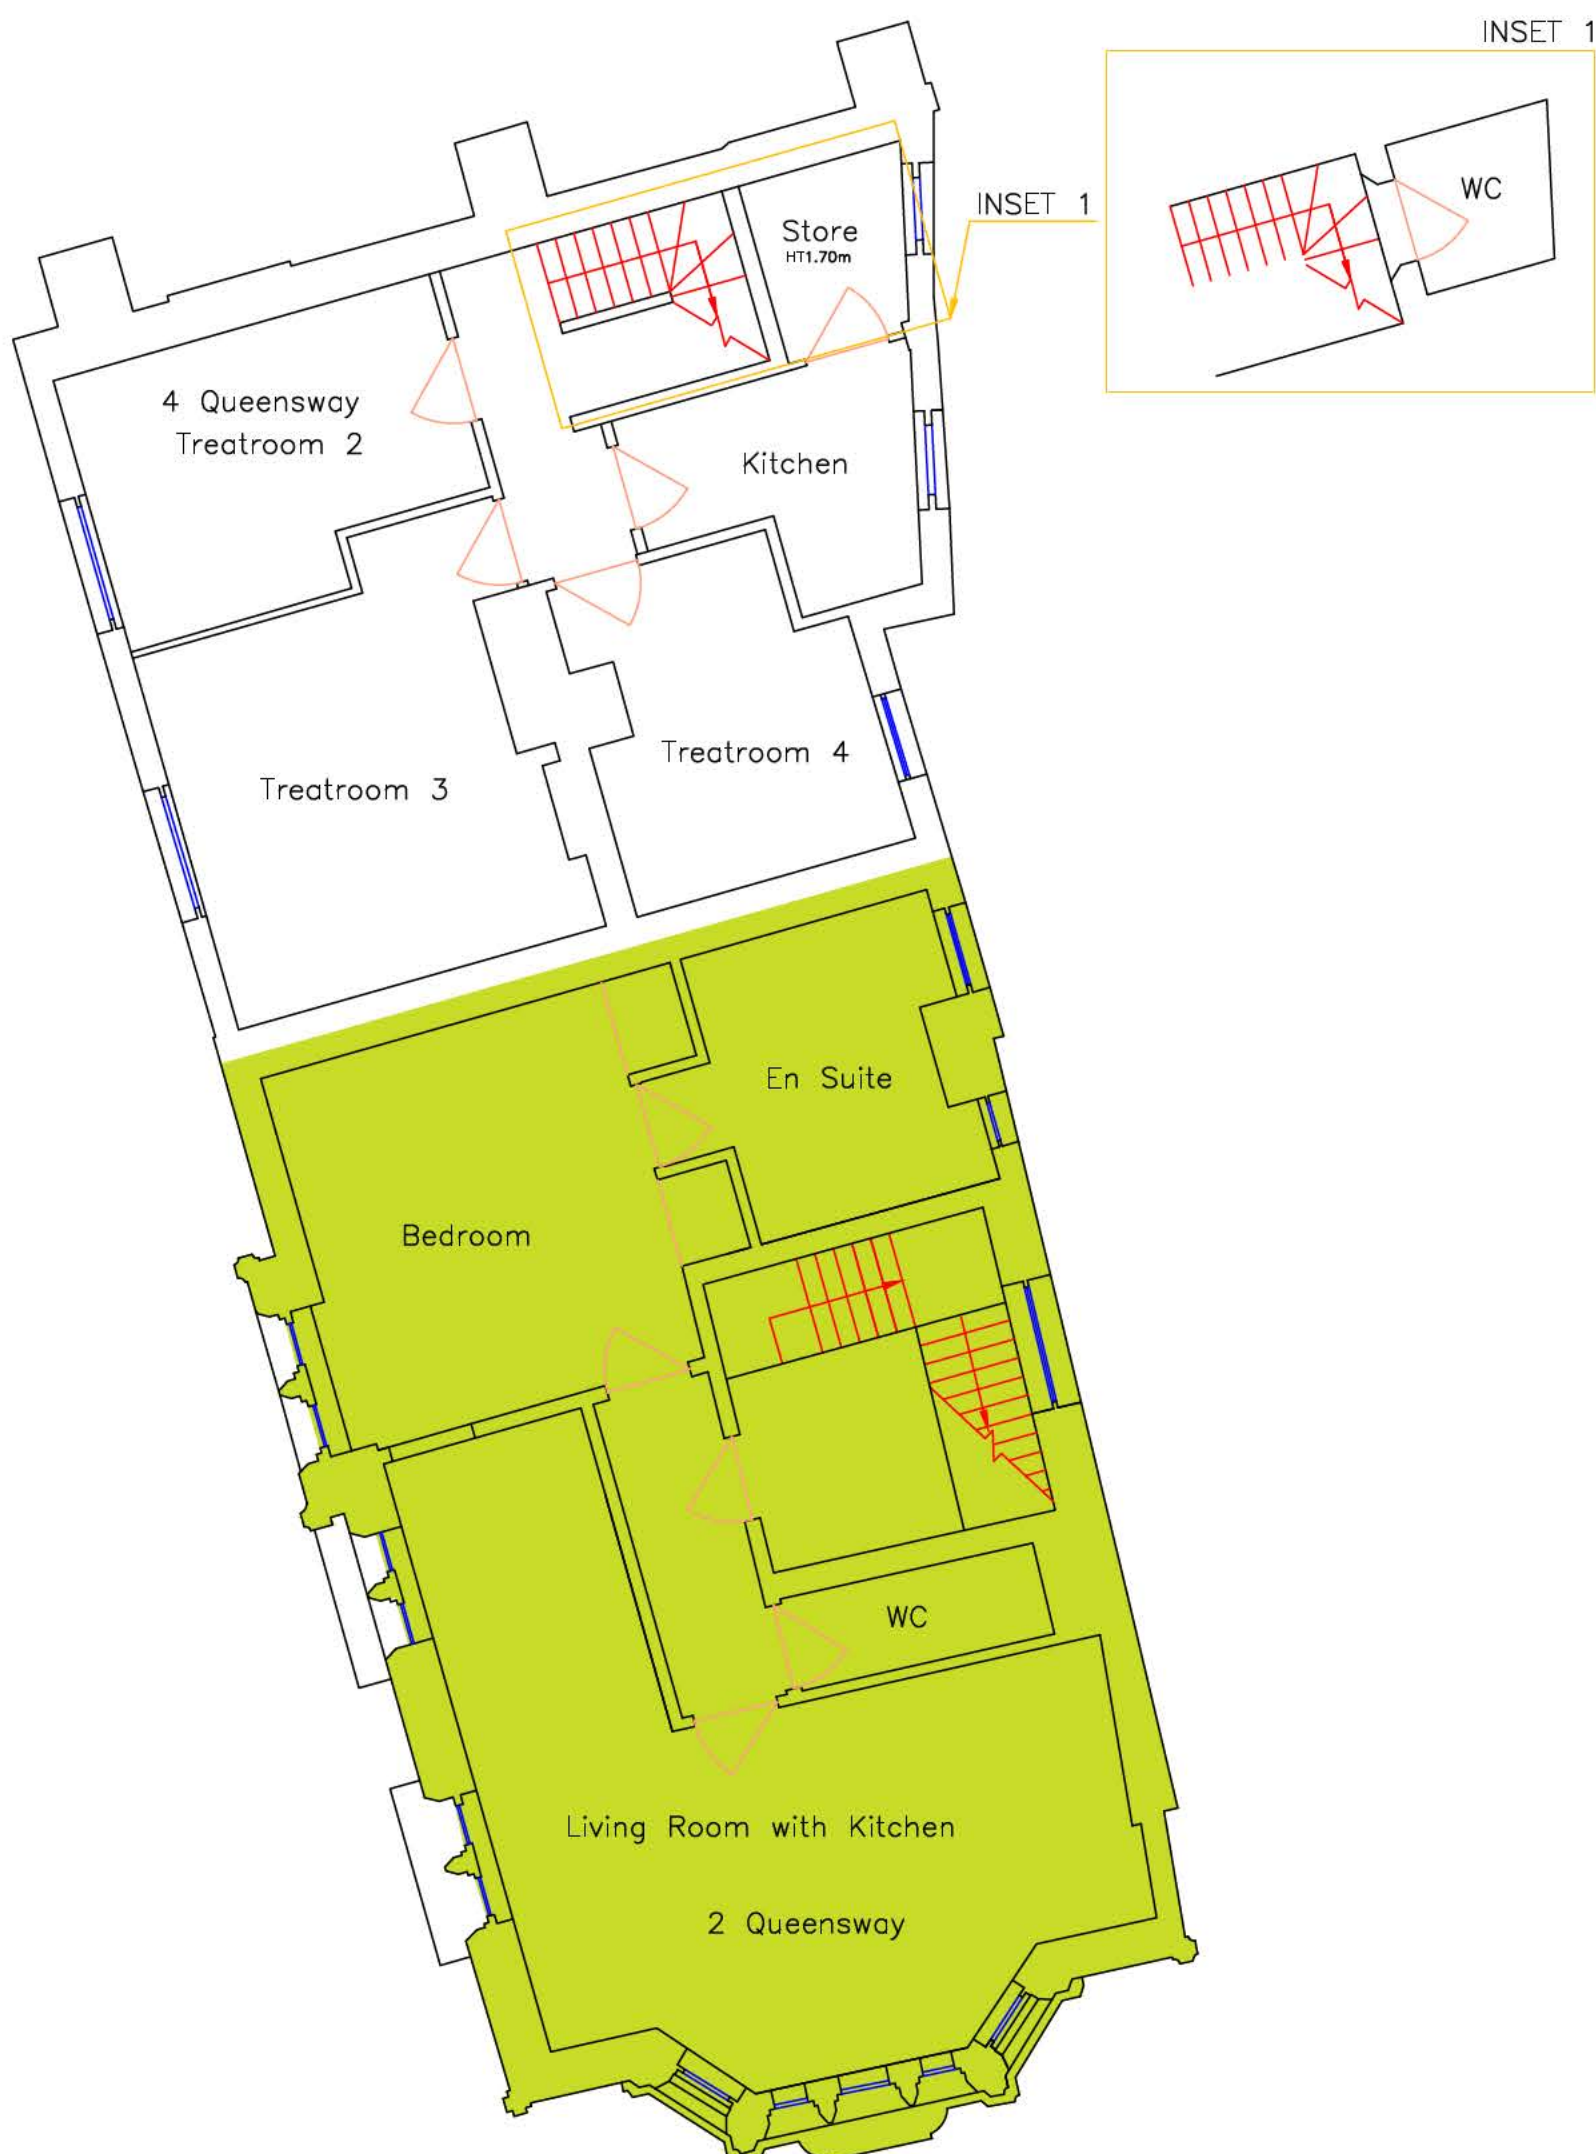 INSET 1
WC
INSET 1
Store
HT1.70m
4 Queensway
Treatroom 2
Kitchen
Treatroom 4
Treatroom 3
En Suite
Bedroom
WC
Living Room with Kitchen
2 Queensway